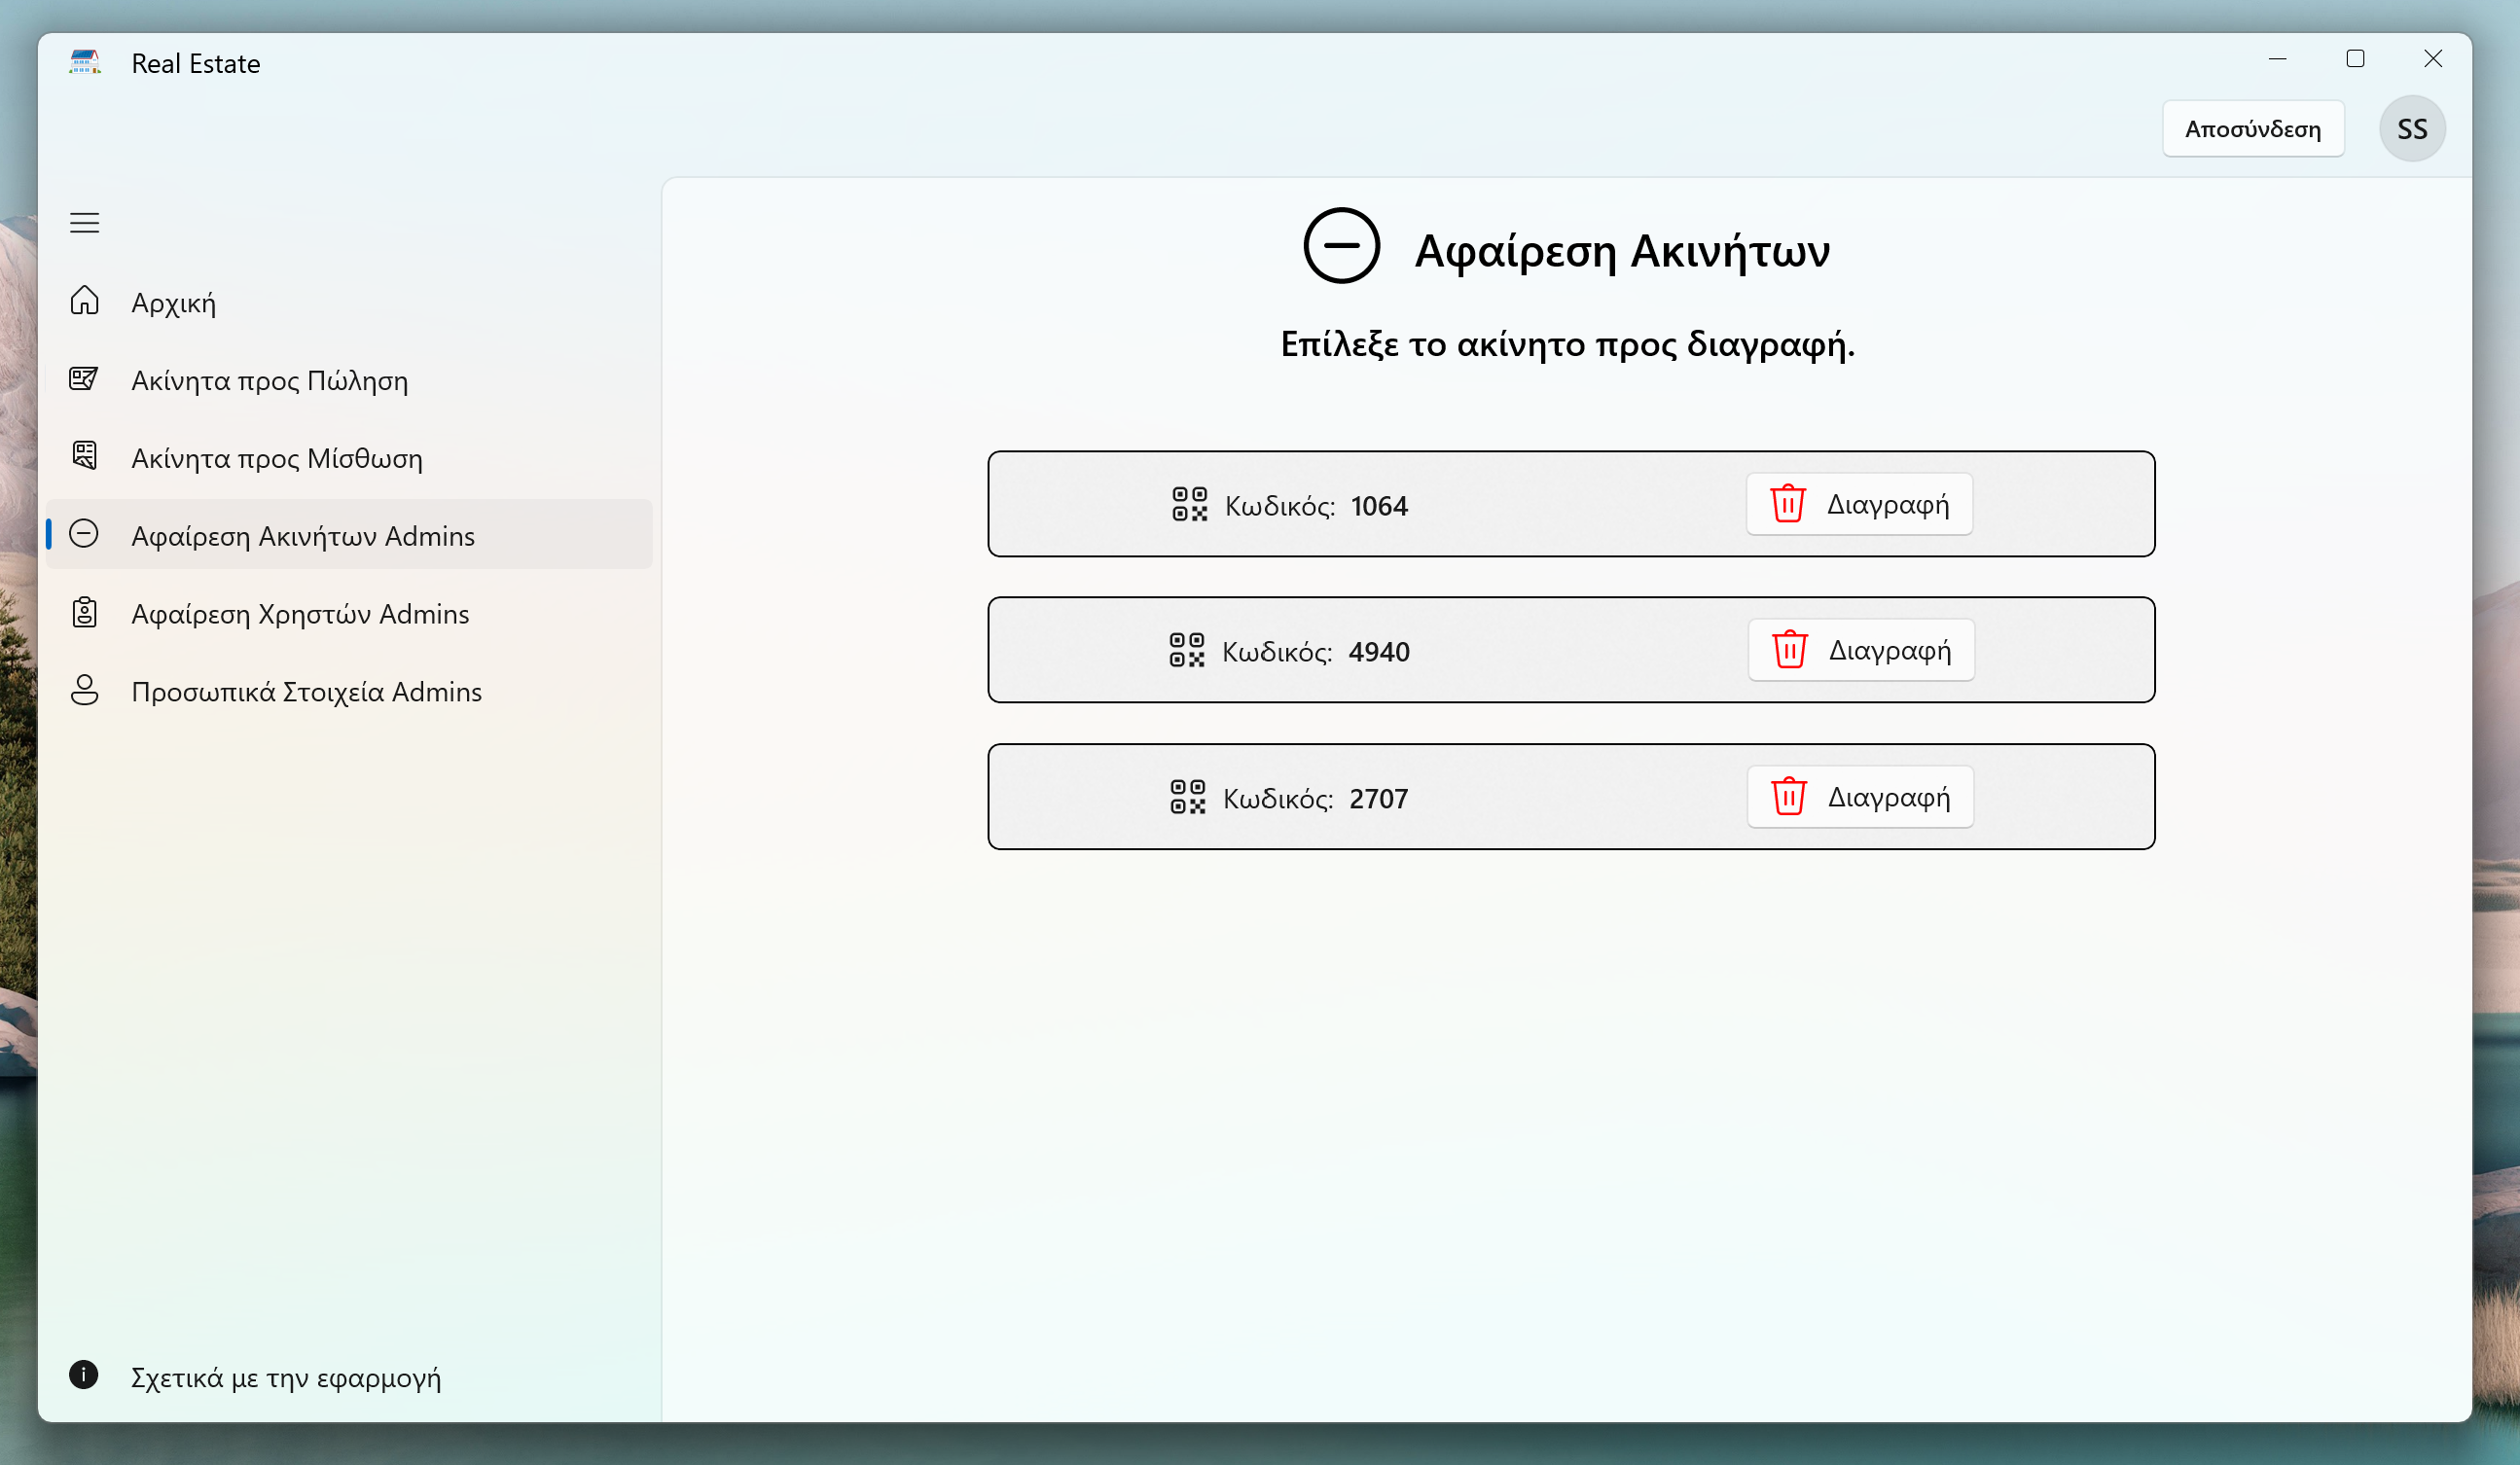 Real Estate
Αποσύνδεση
SS
Αρχική
Ακίνητα προς Πώληση
Ακίνητα προς Μίσθωση
Αφαίρεση Ακινήτων Admins
Αφαίρεση Χρηστών Admins
Προσωπικά Στοιχεία Admins
Σχετικά με την εφαρμογή
Αφαίρεση Ακινήτων
Επίλεξε το ακίνητο προς διαγραφή.
Κωδικός: 1064 Διαγραφή
Κωδικός: 4940 Διαγραφή
Κωδικός: 2707 Διαγραφή